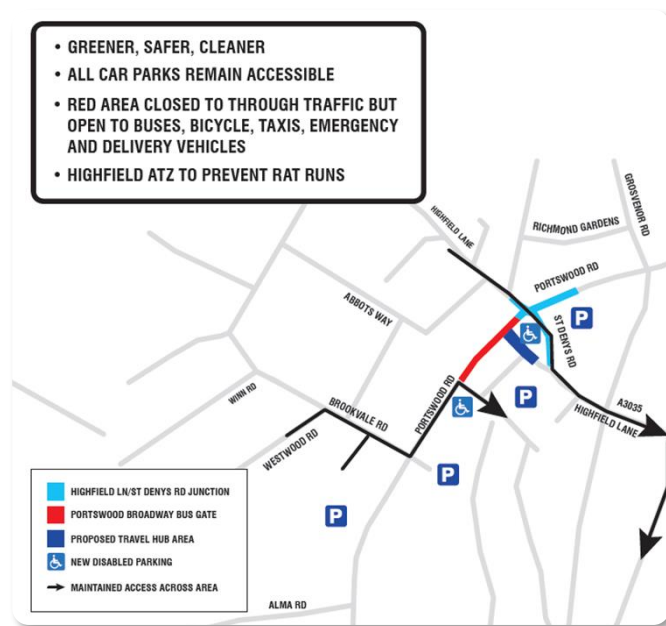 • GREENER, SAFER, CLEANER
• ALL CAR PARKS REMAIN ACCESSIBLE
• RED AREA CLOSED TO THROUGH TRAFFIC BUT
OPEN TO BUSES, BICYCLE, TAXIS, EMERGENCY
AND DELIVERY VEHICLES
• HIGHFIELD ATZ TO PREVENT RAT RUNS
HIGHFIELD LANE
RICHMOND GARDENS
GROSVENOR RD
PORTSWOOD RD
ABBOTS WAY
P
ST DENYS RD
WINN RD
BROOKVALE RD
PORTSWOOD RD
P
A3035
HIGHFIELD LANE
WESTWOOD RD
P
P
HIGHFIELD LN/ST DENYS RD JUNCTION
PORTSWOOD BROADWAY BUS GATE
PROPOSED TRAVEL HUB AREA
NEW DISABLED PARKING
MAINTAINED ACCESS ACROSS AREA
ALMA RD